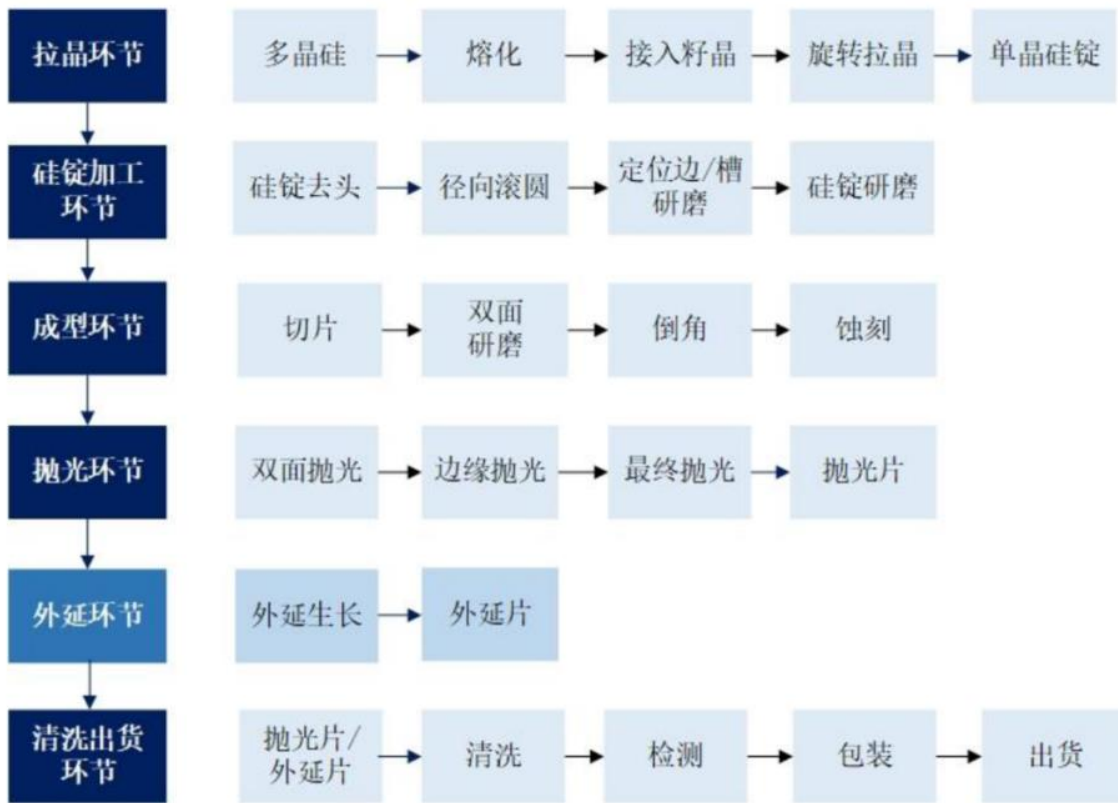 拉晶环节
多晶硅
熔化
接入籽晶
旋转拉晶
单晶硅锭
硅锭加工
环节
硅锭去头
径向滚圆
定位边/槽
研磨
硅锭研磨
成型环节
切片
双面
研磨
倒角
蚀刻
抛光环节
双面抛光
边缘抛光
最终抛光
抛光片
外延环节
外延生长
外延片
清洗出货
环节
抛光片/
外延片
清洗
检测
包装
出货